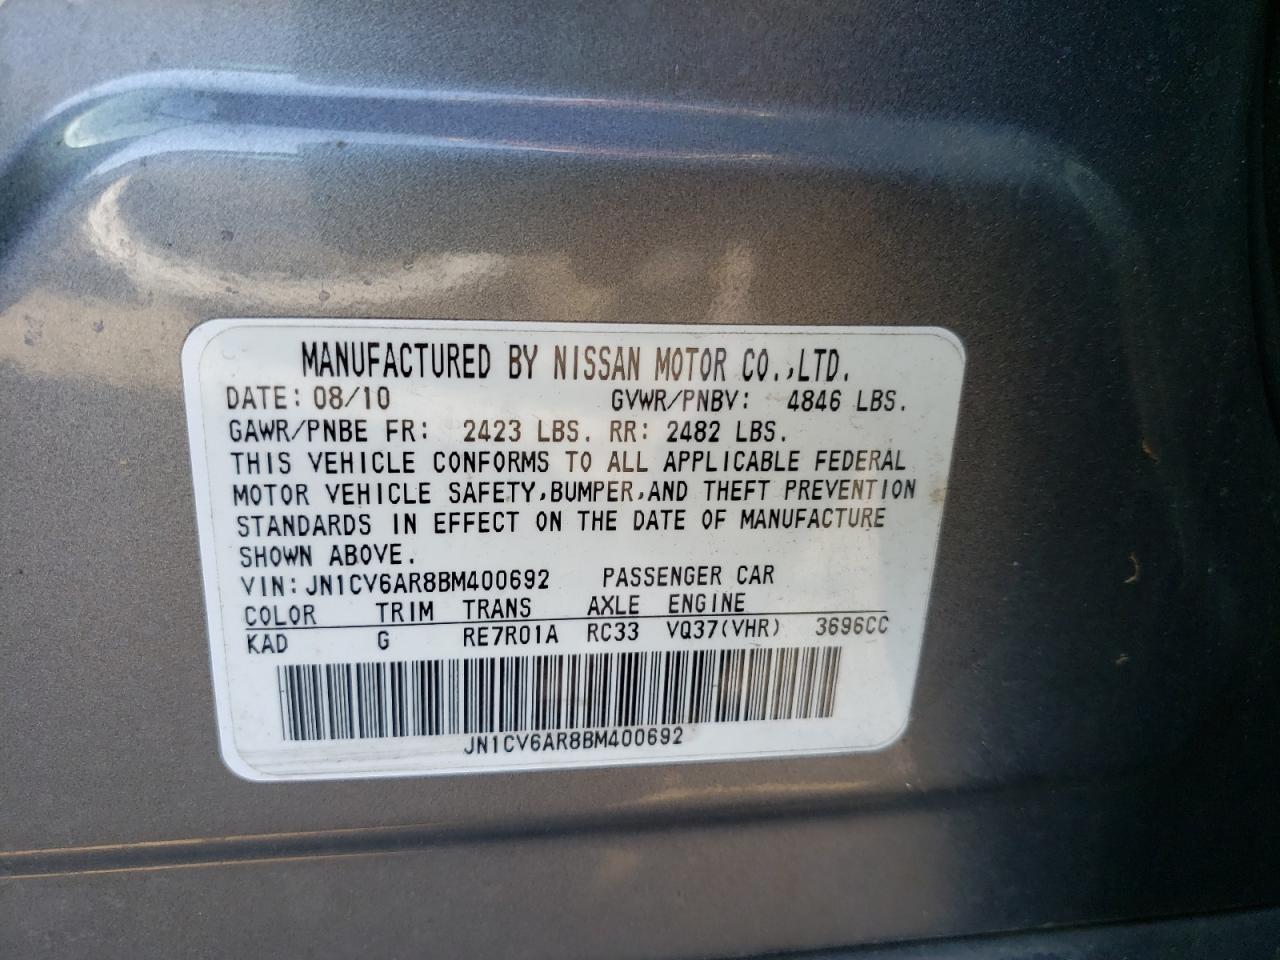 MANUFACTURED BY NISSAN MOTOR CO.,LTD.
DATE: 08/10 GVWR/PNBV: 4846 LBS.
GAWR/PNBE FR: 2423 LBS. RR: 2482 LBS.
THIS VEHICLE CONFORMS TO ALL APPLICABLE FEDERAL
MOTOR VEHICLE SAFETY,BUMPER,AND THEFT PREVENTION
STANDARDS IN EFFECT ON THE DATE OF MANUFACTURE
SHOWN ABOVE.
VIN: JN1CV6AR8BM400692 PASSENGER CAR
COLOR TRIM TRANS AXLE ENGINE
KAD G RE7R01A RC33 VQ37(VHR) 3696CC
JN1CV6AR8BM400692